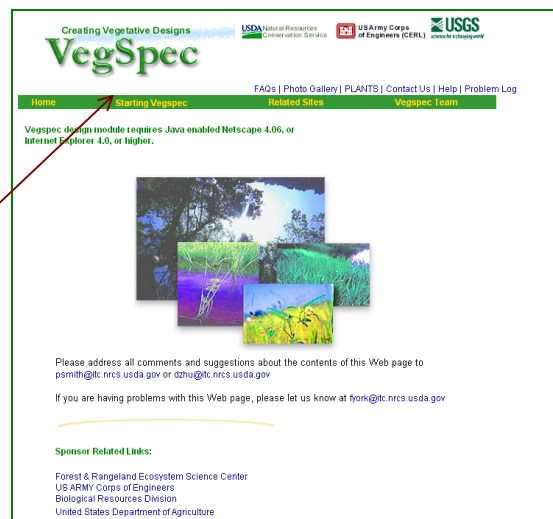 Creating Vegetative Designs
VegSpec
USDA Natural Resources Conservation Service
US Army Corps of Engineers (CERL)
USGS
science for a changing world
FAQs | Photo Gallery | PLANTS | Contact Us | Help | Problem Log
Home Starting Vegspec Related Sites Vegspec Team
Vegspec design module requires Java enabled Netscape 4.06, or
Internet Explorer 4.0, or higher.
Please address all comments and suggestions about the contents of this Web page to
psmith@itc.nrcs.usda.gov or dzhu@itc.nrcs.usda.gov
If you are having problems with this Web page, please let us know at fyork@itc.nrcs.usda.gov
Sponsor Related Links:
Forest & Rangeland Ecosystem Science Center
US ARMY Corps of Engineers
Biological Resources Division
United States Department of Agriculture